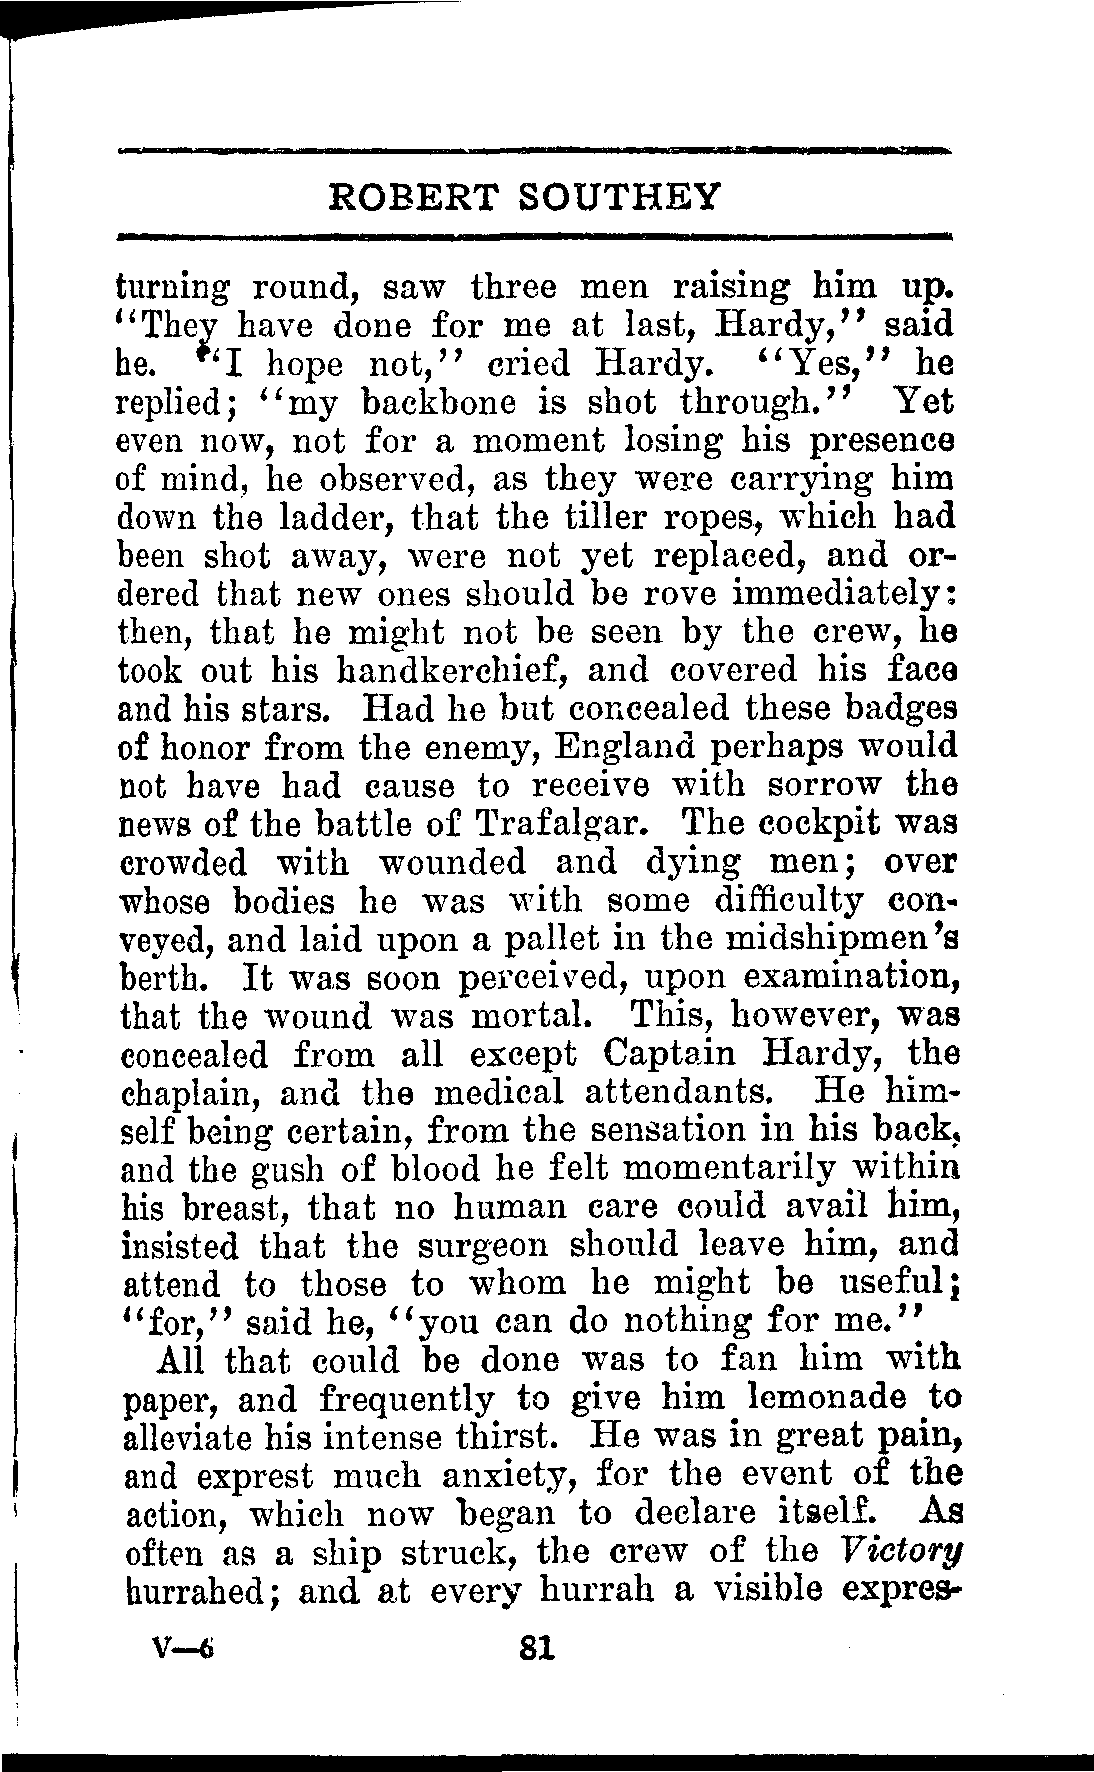 ROBERT SOUTHEY
turning round, saw three men raising him up.
"They have done for me at last, Hardy," said
he. "I hope not," cried Hardy. "Yes," he
replied; "my backbone is shot through." Yet
even now, not for a moment losing his presence
of mind, he observed, as they were carrying him
down the ladder, that the tiller ropes, which had
been shot away, were not yet replaced, and or-
dered that new ones should be rove immediately:
then, that he might not be seen by the crew, he
took out his handkerchief, and covered his face
and his stars. Had he but concealed these badges
of honor from the enemy, England perhaps would
not have had cause to receive with sorrow the
news of the battle of Trafalgar. The cockpit was
crowded with wounded and dying men; over
whose bodies he was with some difficulty con-
veyed, and laid upon a pallet in the midshipmen's
berth. It was soon perceived, upon examination,
that the wound was mortal. This, however, was
concealed from all except Captain Hardy, the
chaplain, and the medical attendants. He him-
self being certain, from the sensation in his back,
and the gush of blood he felt momentarily within
his breast, that no human care could avail him,
insisted that the surgeon should leave him, and
attend to those to whom he might be useful;
"for," said he, "you can do nothing for me."
All that could be done was to fan him with
paper, and frequently to give him lemonade to
alleviate his intense thirst. He was in great pain,
and exprest much anxiety, for the event of the
action, which now began to declare itself. As
often as a ship struck, the crew of the Victory
hurrahed; and at every hurrah a visible expres-
V—6 81